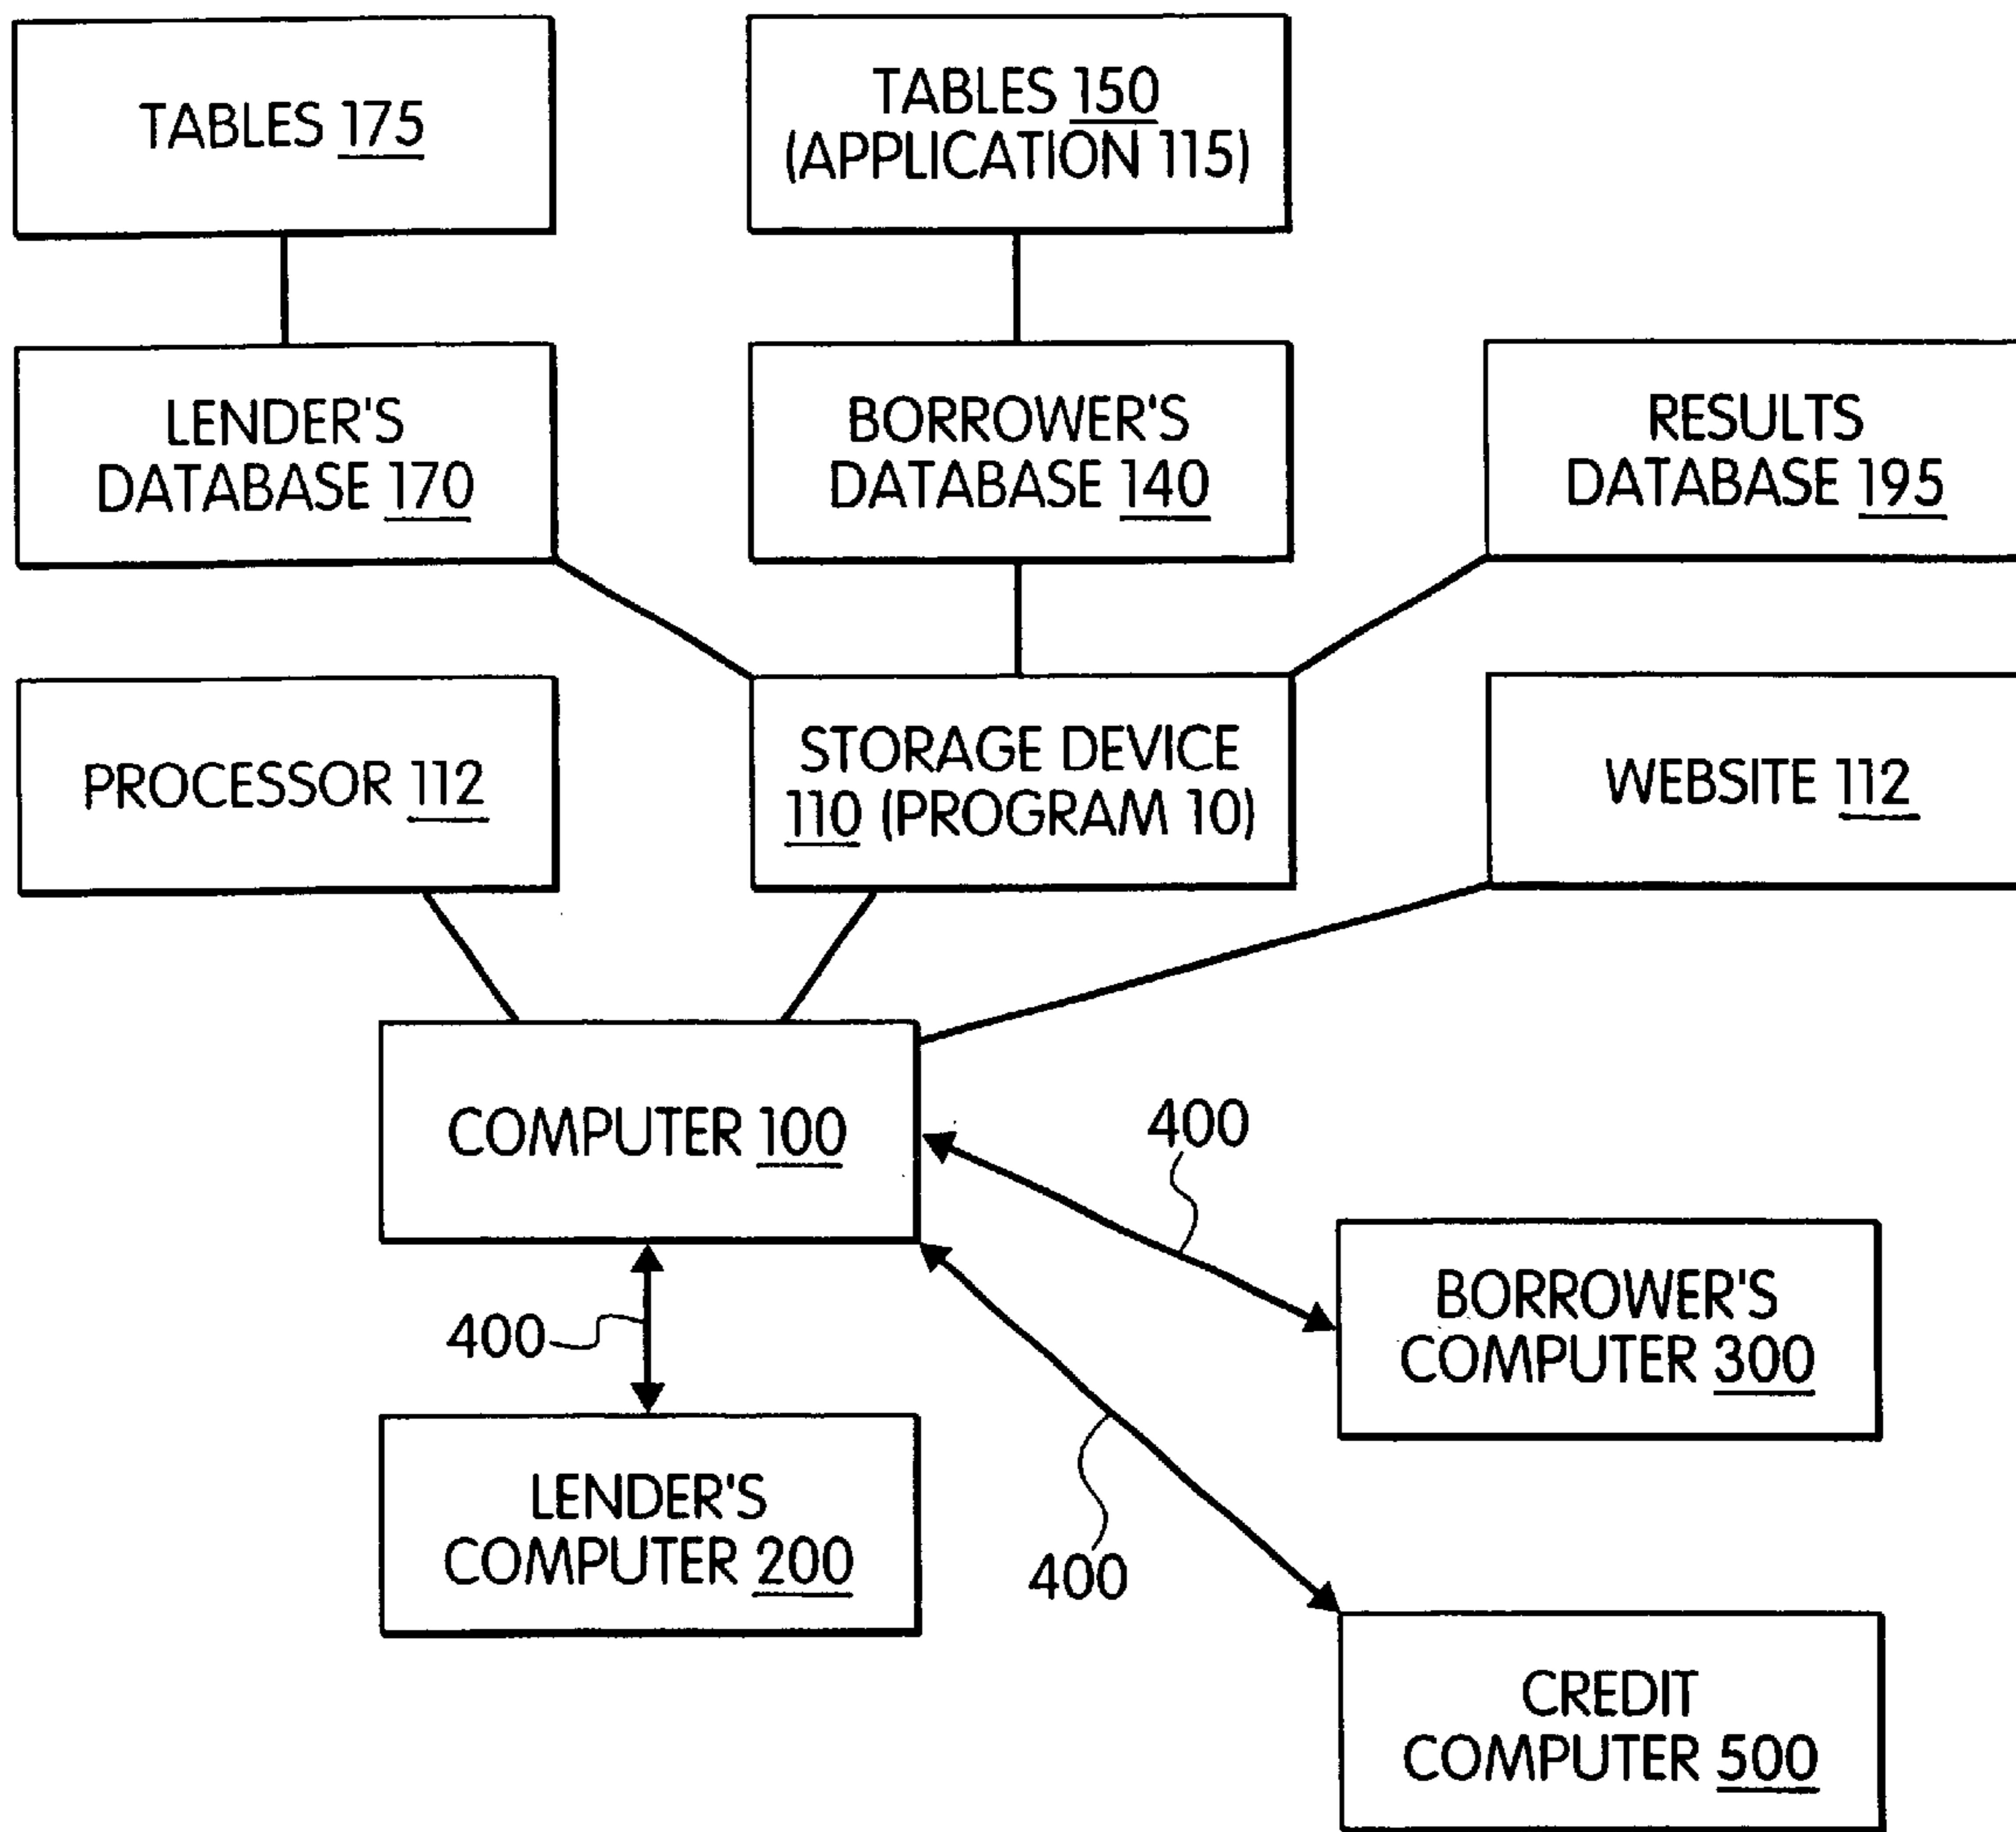 TABLES 175
TABLES 150
(APPLICATION 115)
LENDER'S
DATABASE 170
BORROWER'S
DATABASE 140
RESULTS
DATABASE 195
PROCESSOR 112
STORAGE DEVICE
110 (PROGRAM 10)
WEBSITE 112
COMPUTER 100
400
400
BORROWER'S
COMPUTER 300
LENDER'S
COMPUTER 200
400
CREDIT
COMPUTER 500